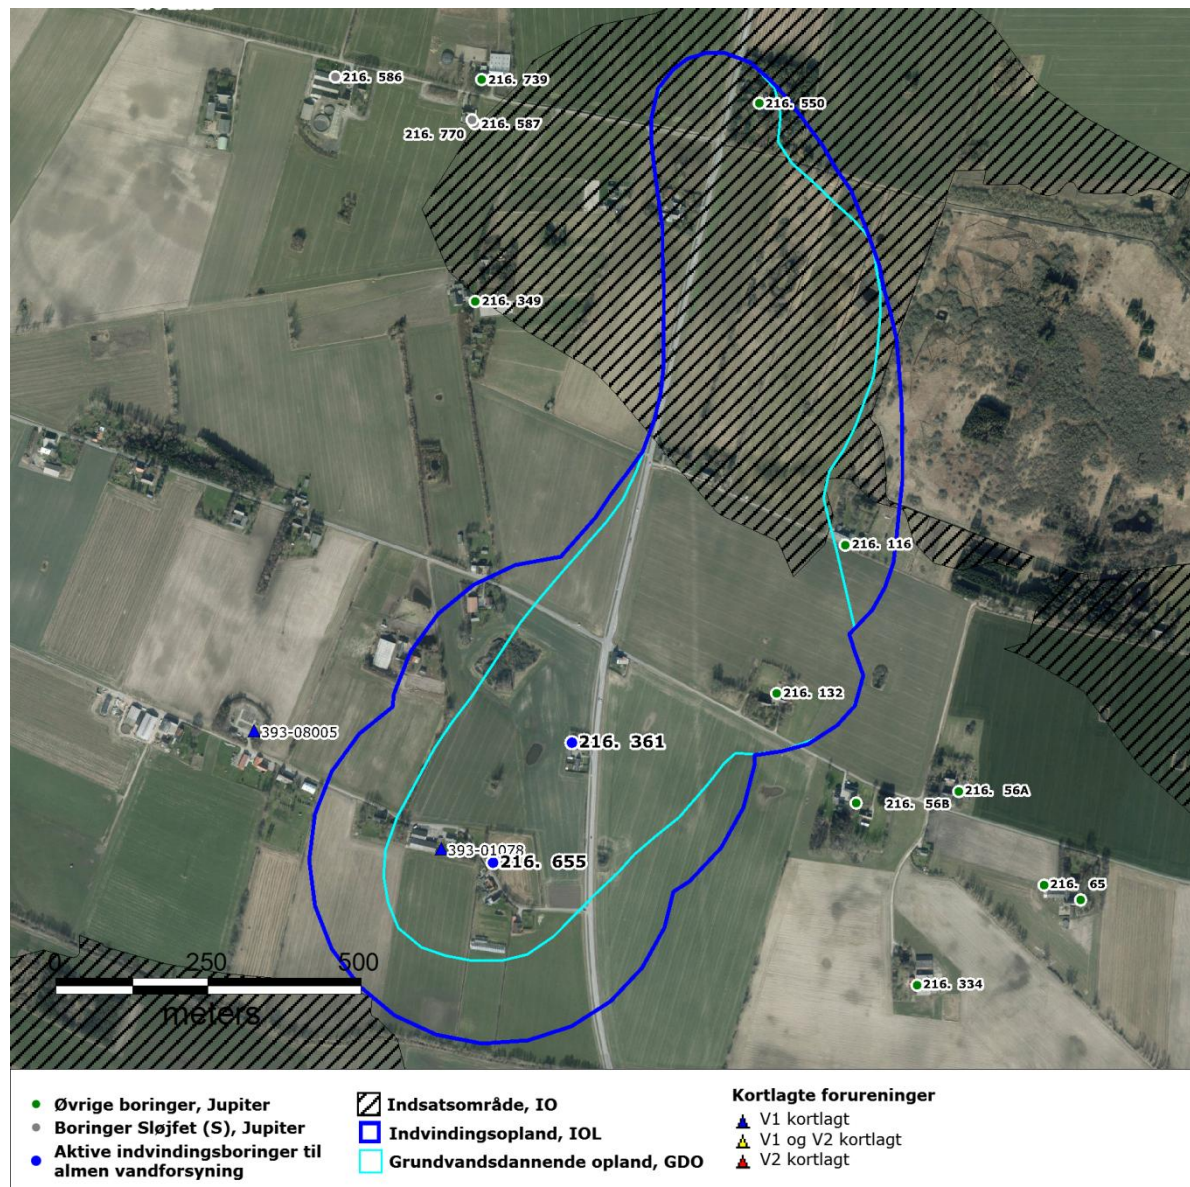 216. 586
216. 739
216. 550
216. 587
216. 770
216. 349
216. 116
216. 132
393-08005
216. 361
216. 56A
216. 56B
393-01078
216. 655
216. 65
216. 334
0 250 500
meters
Øvrige boringer, Jupiter
Boringer Sløjfet (S), Jupiter
Aktive indvindingsboringer til
almen vandforsyning
Indsatsområde, IO
Indvindingsopland, IOL
Grundvandsdannende opland, GDO
Kortlagte forureninger
V1 kortlagt
V1 og V2 kortlagt
V2 kortlagt